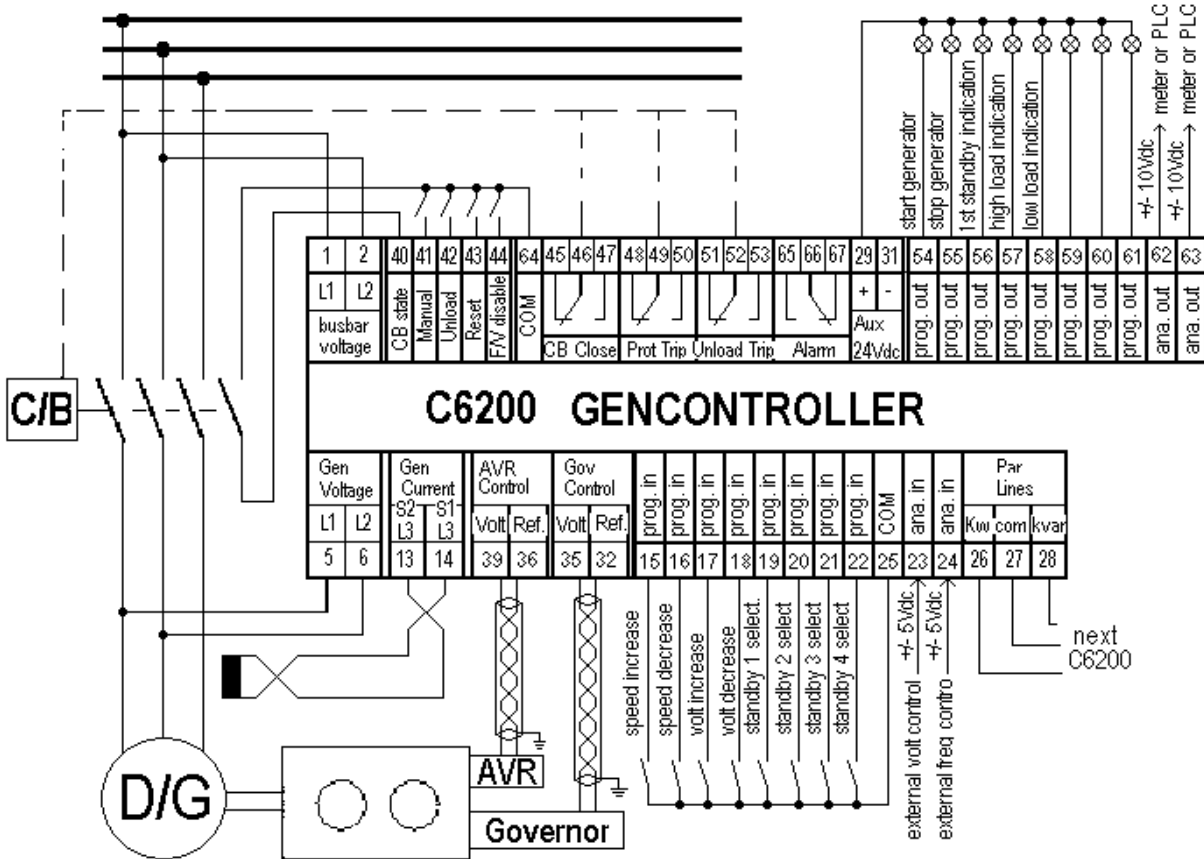 start generator
stop generator
1st standby indication
high load indication
low load indication
+/- 10Vdc
meter or PLC
+/- 10Vdc
meter or PLC
1 2 40 41 42 43 44 64 45 46 47 48 49 50 51 52 53 65 66 67 29 31 54 55 56 57 58 59 60 61 62 63
L1 L2
busbar
voltage
CB state
Manual
Unload
Reset
F/V disable
COM
CB Close
Prot Trip
Unload Trip
Alarm
+ -
Aux
24Vdc
prog. out
prog. out
prog. out
prog. out
prog. out
prog. out
prog. out
prog. out
ana. out
ana. out
C/B
C6200 GENCONTROLLER
Gen
Voltage
L1 L2
Gen
Current
S2 S1
L3 L3
AVR
Control
Volt Ref.
Gov
Control
Volt Ref.
prog. in
prog. in
prog. in
prog. in
prog. in
prog. in
prog. in
prog. in
COM
ana. in
ana. in
Par
Lines
Kw com kvar
5 6 13 14 39 36 35 32 15 16 17 18 19 20 21 22 25 23 24 26 27 28
speed increase
speed decrease
volt increase
volt decrease
standby 1 select.
standby 2 select
standby 3 select
standby 4 select
external volt control
+/- 5Vdc
external freq contro
+/- 5Vdc
next
C6200
D/G
AVR
Governor